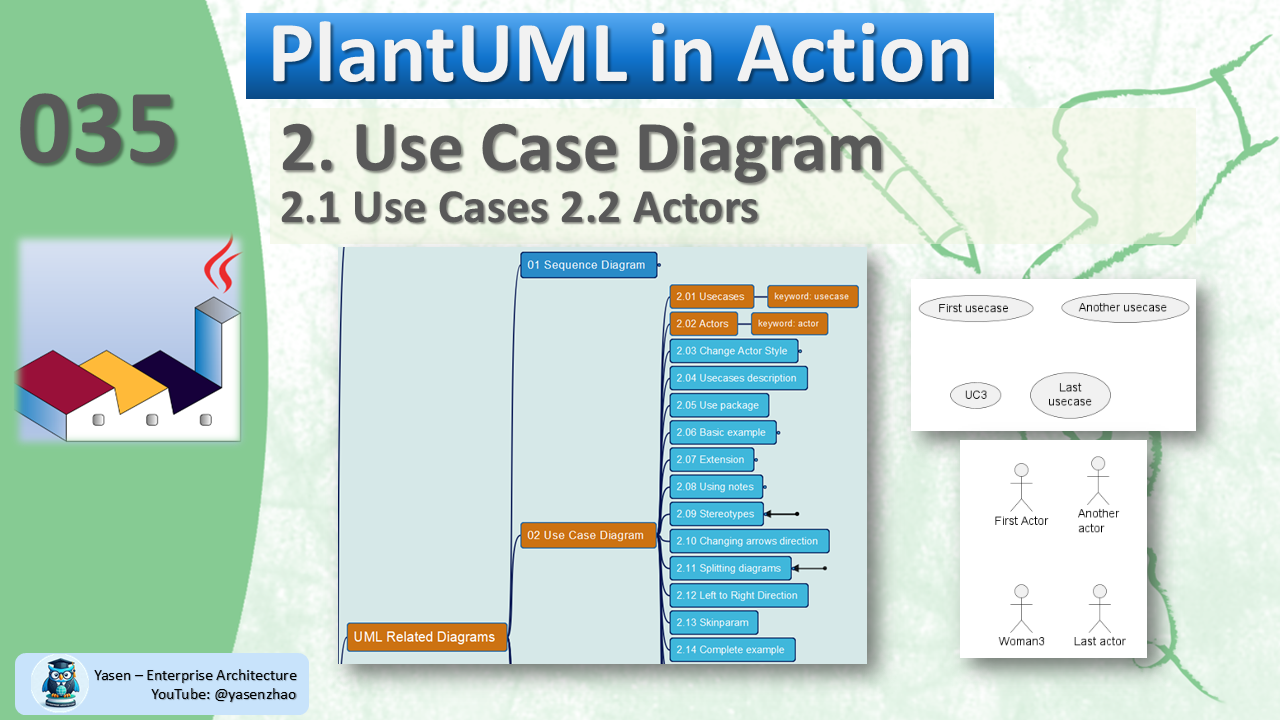 PlantUML in Action
035
2. Use Case Diagram
2.1 Use Cases 2.2 Actors
01 Sequence Diagram
2.01 Usecases
keyword: usecase
2.02 Actors
keyword: actor
2.03 Change Actor Style
2.04 Usecases description
2.05 Use package
2.06 Basic example
2.07 Extension
2.08 Using notes
2.09 Stereotypes
02 Use Case Diagram
2.10 Changing arrows direction
2.11 Splitting diagrams
2.12 Left to Right Direction
2.13 Skinparam
UML Related Diagrams
2.14 Complete example
First usecase
Another usecase
UC3
Last
usecase
First Actor
Another
actor
Woman3
Last actor
Yasen – Enterprise Architecture
YouTube: @yasenzhao